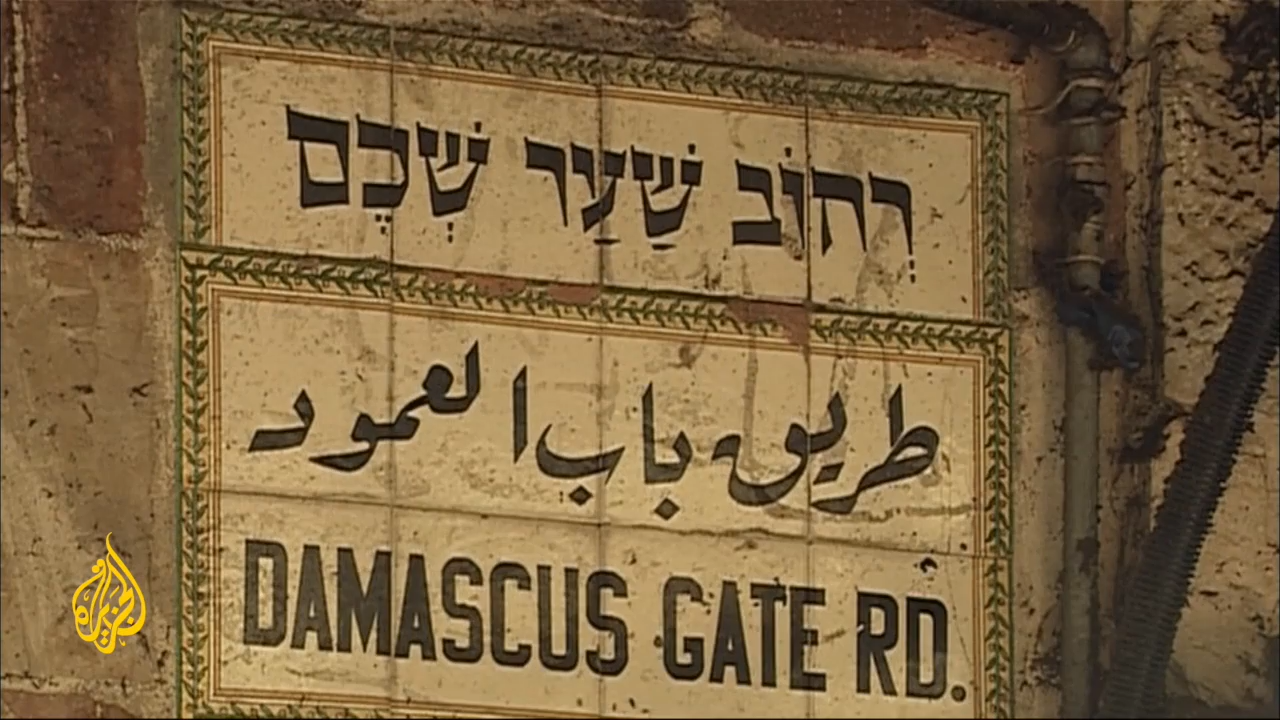 רְחוֹב שַׁעַר שְׁכֶם
طريق باب العمود
DAMASCUS GATE RD.
الجزيرة